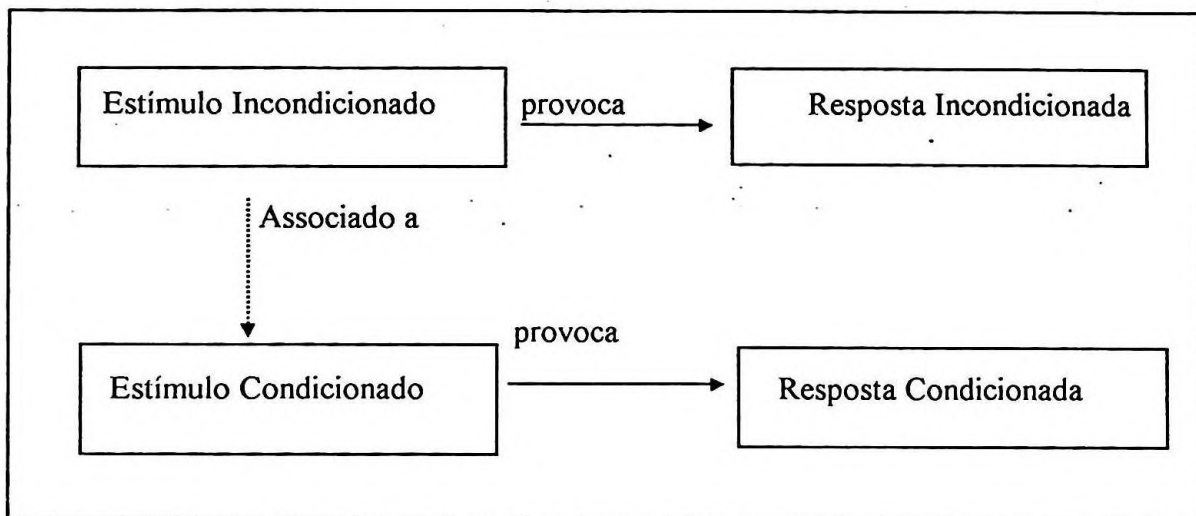 Estímulo Incondicionado
provoca
Resposta Incondicionada
Associado a
provoca
Estímulo Condicionado
Resposta Condicionada